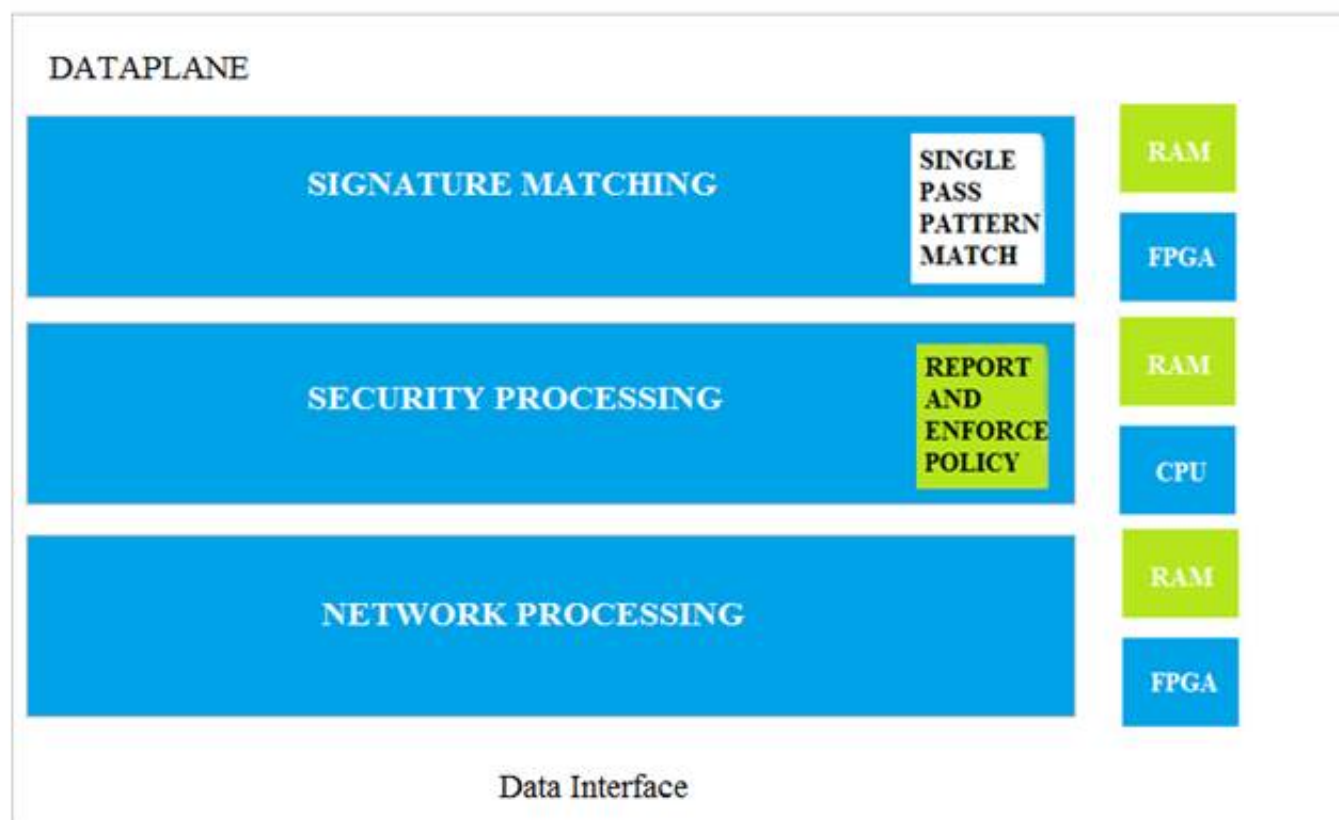 DATAPLANE
SIGNATURE MATCHING
SINGLE
PASS
PATTERN
MATCH
RAM
FPGA
SECURITY PROCESSING
REPORT
AND
ENFORCE
POLICY
RAM
CPU
NETWORK PROCESSING
RAM
FPGA
Data Interface